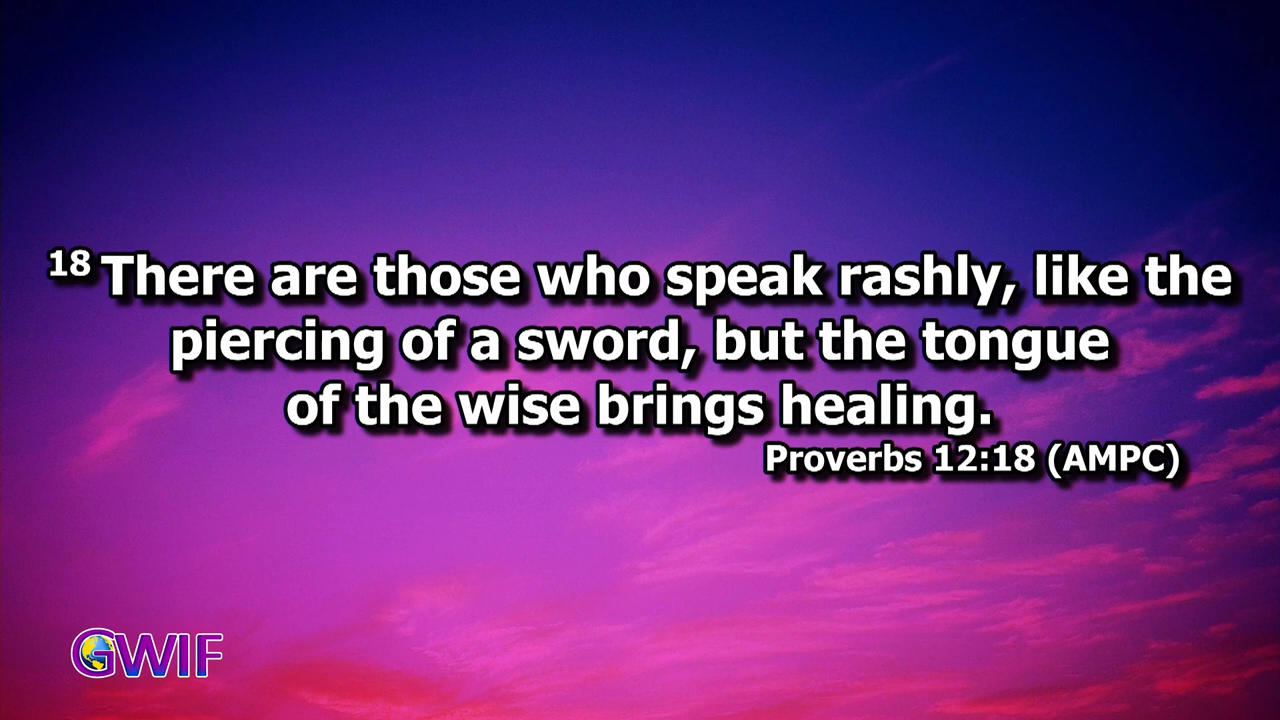 18 There are those who speak rashly, like the
piercing of a sword, but the tongue
of the wise brings healing.
Proverbs 12:18 (AMPC)
GWIF